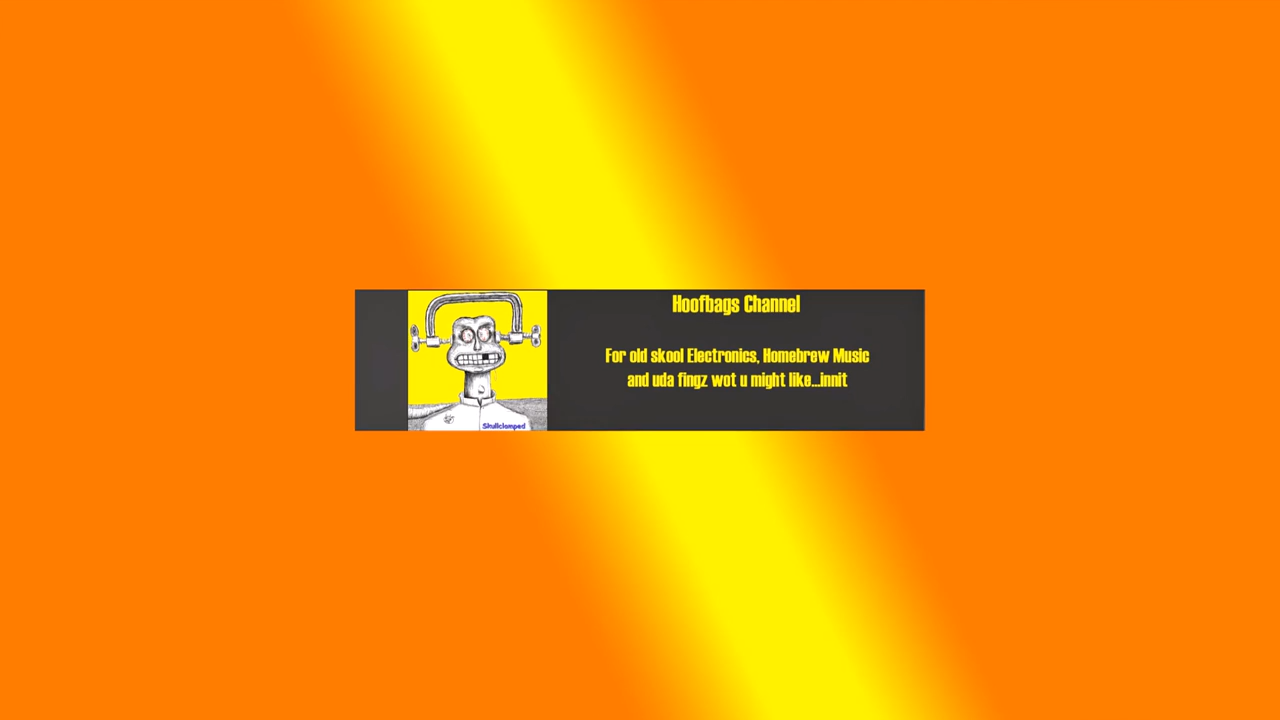 Hoofbags Channel
For old skool Electronics, Homebrew Music
and uda fingz wot u might like...innit
Skullclamped